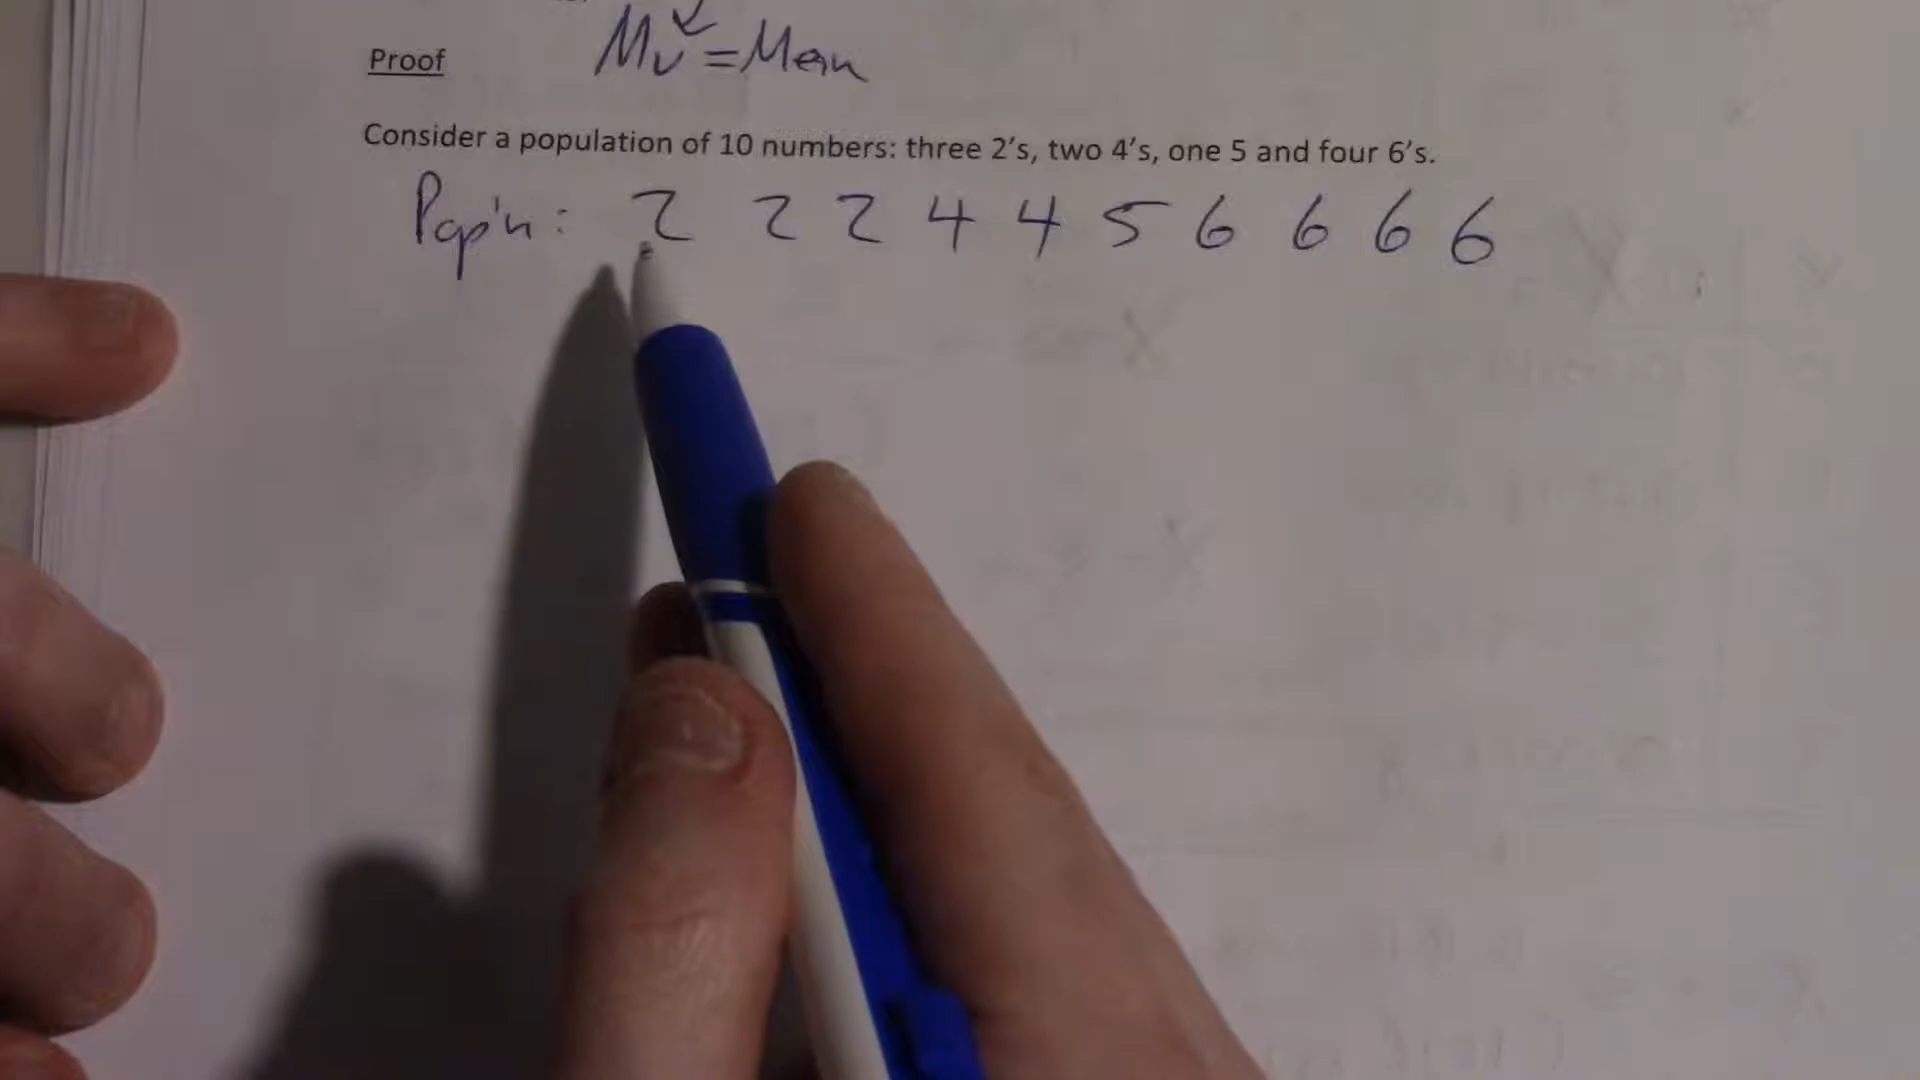 Proof
= Mean
Consider a population of 10 numbers: three 2's, two 4's, one 5 and four 6's.
Pop'n: 2 2 2 4 4 5 6 6 6 6